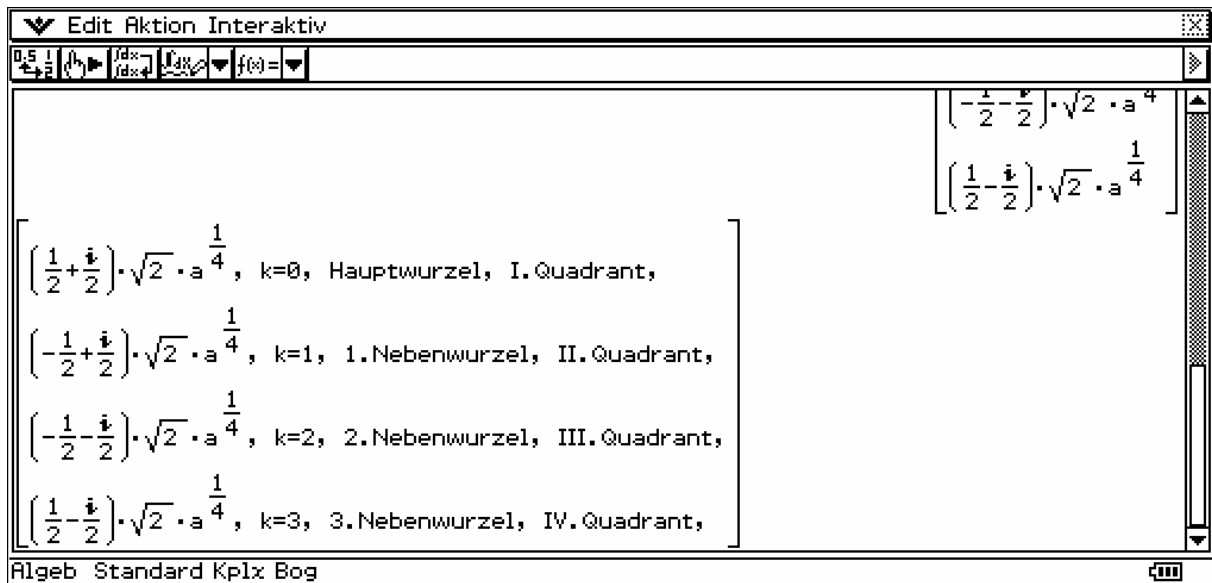 Edit Aktion Interaktiv
(-1/2-i/2)·√2·a^4
(1/2-i/2)·√2·a^(1/4)
(1/2+i/2)·√2·a^(1/4), k=0, Hauptwurzel, I.Quadrant,
(-1/2+i/2)·√2·a^(1/4), k=1, 1.Nebenwurzel, II.Quadrant,
(-1/2-i/2)·√2·a^(1/4), k=2, 2.Nebenwurzel, III.Quadrant,
(1/2-i/2)·√2·a^(1/4), k=3, 3.Nebenwurzel, IV.Quadrant,
Algeb Standard Kplx Bog